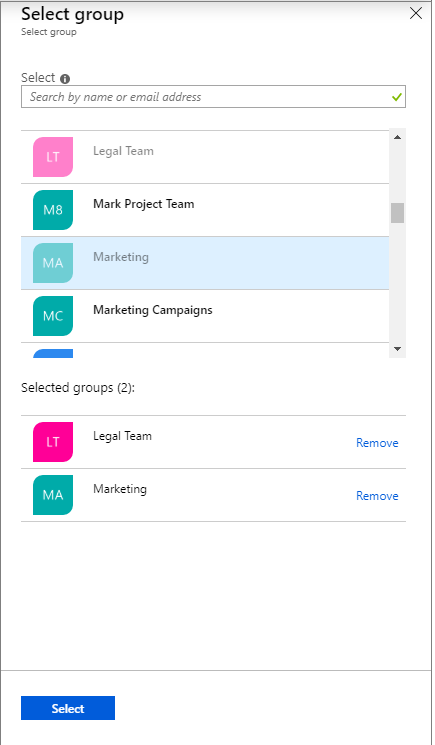 Select group
Select group
Select
Search by name or email address
LT Legal Team
M8 Mark Project Team
MA Marketing
MC Marketing Campaigns
Selected groups (2):
LT Legal Team Remove
MA Marketing Remove
Select